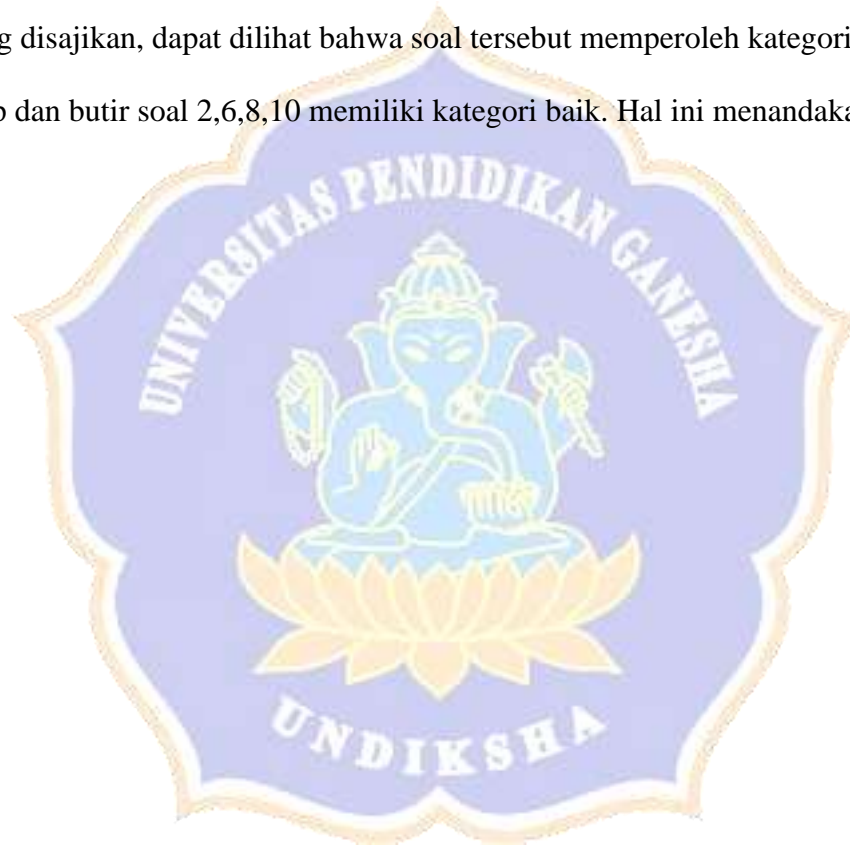 disajikan, dapat dilihat bahwa soal tersebut memperoleh kategori
dan butir soal 2,6,8,10 memiliki kategori baik. Hal ini
UNIVERSITAS PENDIDIKAN GANESHA
UNDIKSHA